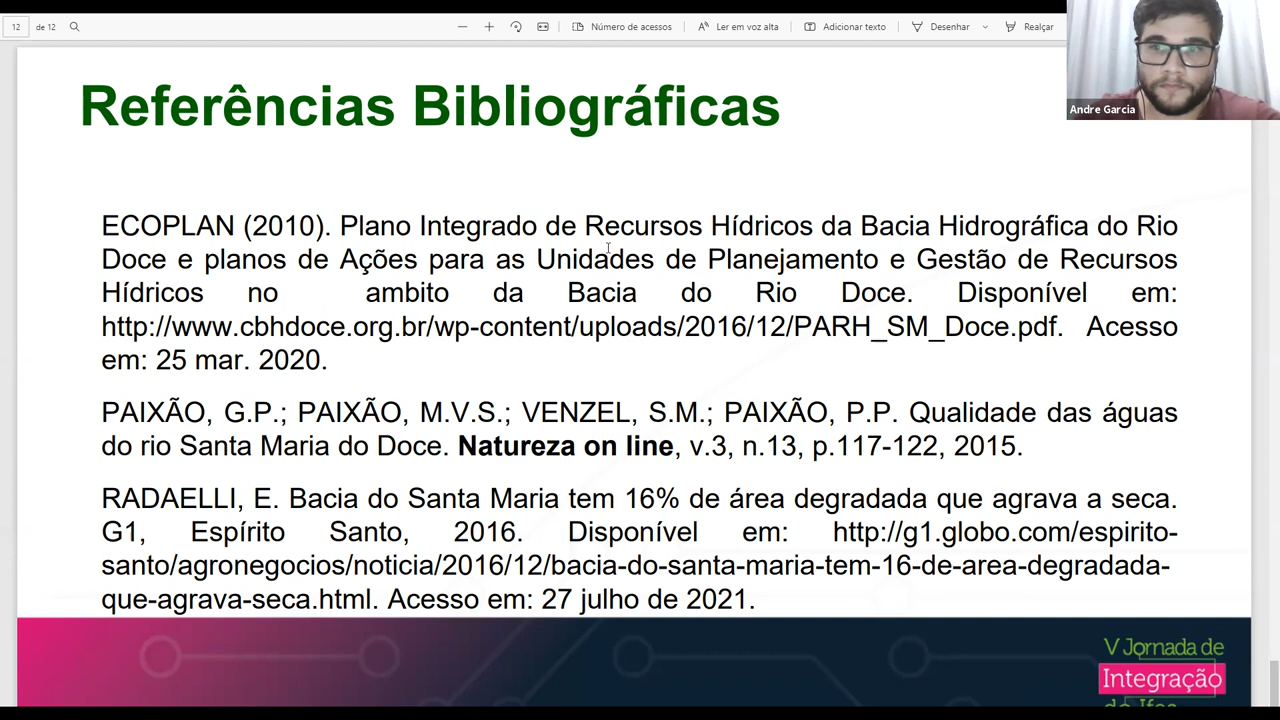 12 de 12 Número de acessos Ler em voz alta Adicionar texto Desenhar Realçar
Andre Garcia
Referências Bibliográficas
ECOPLAN (2010). Plano Integrado de Recursos Hídricos da Bacia Hidrográfica do Rio
Doce e planos de Ações para as Unidades de Planejamento e Gestão de Recursos
Hídricos no ambito da Bacia do Rio Doce. Disponível em:
http://www.cbhdoce.org.br/wp-content/uploads/2016/12/PARH_SM_Doce.pdf. Acesso
em: 25 mar. 2020.
PAIXÃO, G.P.; PAIXÃO, M.V.S.; VENZEL, S.M.; PAIXÃO, P.P. Qualidade das águas
do rio Santa Maria do Doce. Natureza on line, v.3, n.13, p.117-122, 2015.
RADAELLI, E. Bacia do Santa Maria tem 16% de área degradada que agrava a seca.
G1, Espírito Santo, 2016. Disponível em: http://g1.globo.com/espirito-
santo/agronegocios/noticia/2016/12/bacia-do-santa-maria-tem-16-de-area-degradada-
que-agrava-seca.html. Acesso em: 27 julho de 2021.
V Jornada de
Integração
do Ifes